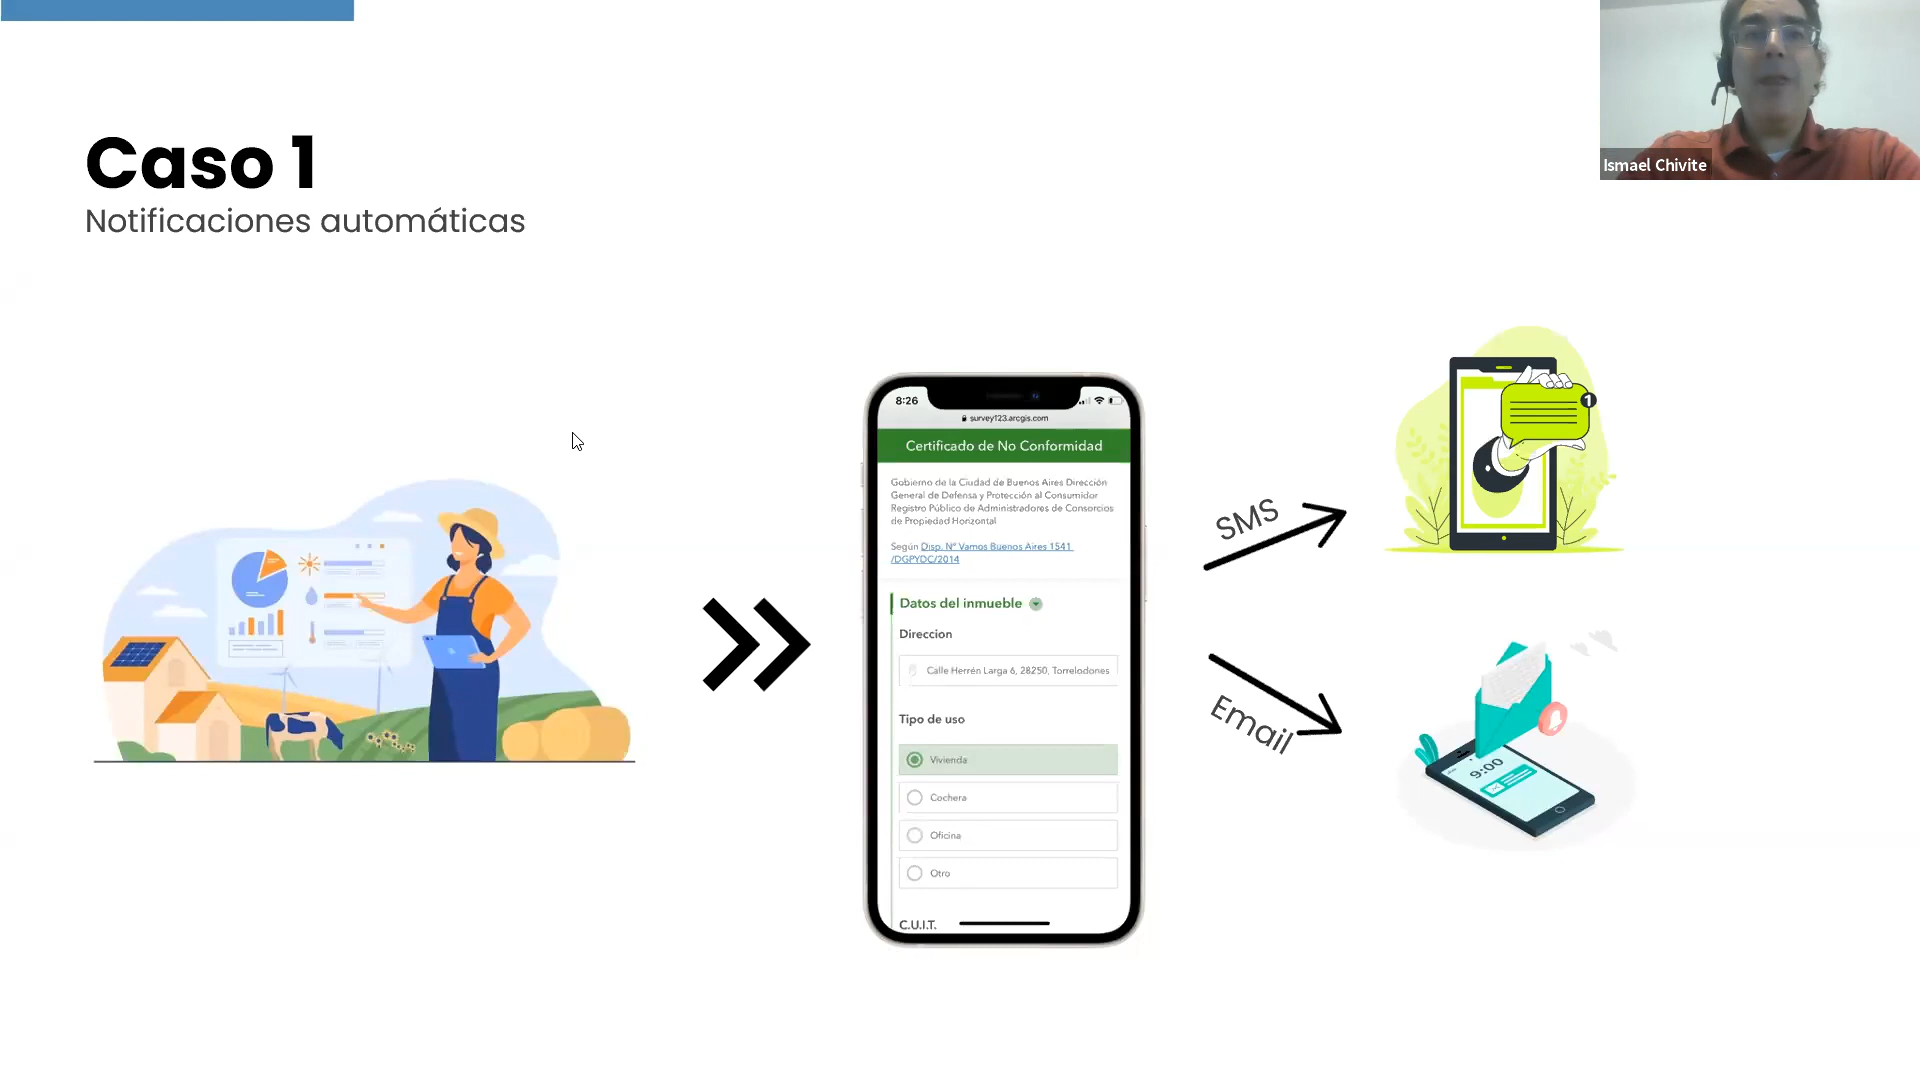 Ismael Chivite
Caso 1
Notificaciones automáticas
8:26
survey123.arcgis.com
Certificado de No Conformidad
Gobierno de la Ciudad de Buenos Aires Dirección
General de Defensa y Protección al Consumidor
Registro Público de Administradores de Consorcios
de Propiedad Horizontal
Según Disp. Nº Vamos Buenos Aires 1541
/DGPYDC/2014
Datos del inmueble
Direccion
Calle Herrén Larga 6, 28250, Torrelodones
Tipo de uso
Vivienda
Cochera
Oficina
Otro
C.U.I.T.
SMS
1
Email
9:00